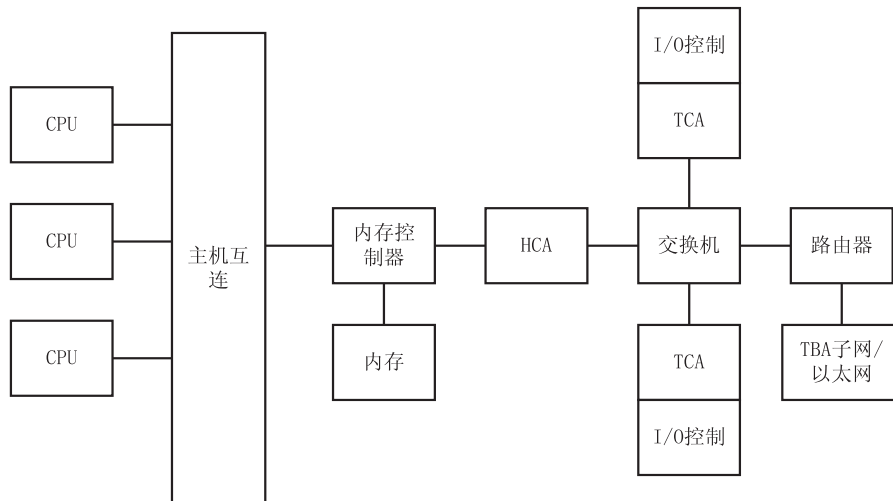 I/O控制
TCA
CPU
CPU
CPU
主机互
连
内存控
制器
内存
HCA
交换机
路由器
TBA子网/
以太网
TCA
I/O控制